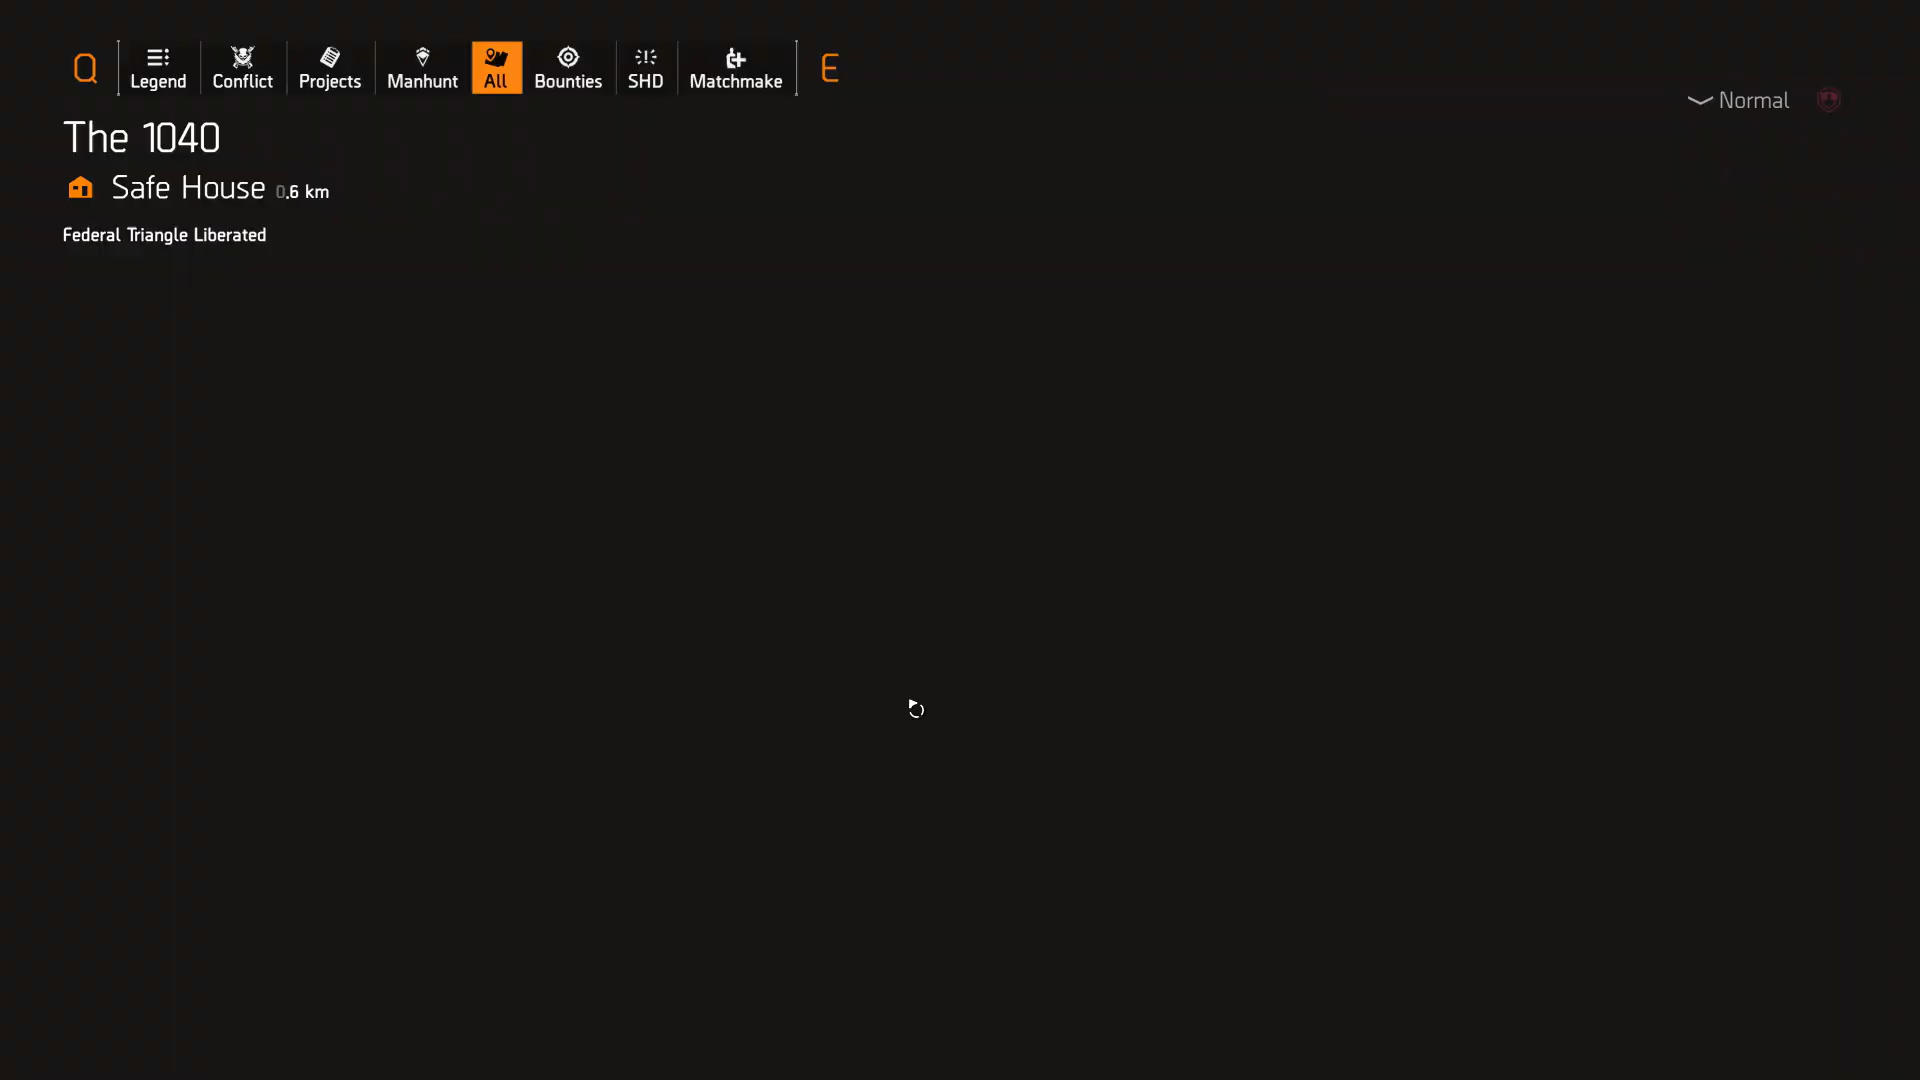 Q Legend Conflict Projects Manhunt All Bounties SHD Matchmake E
Normal
The 1040
Safe House 0.6 km
Federal Triangle Liberated